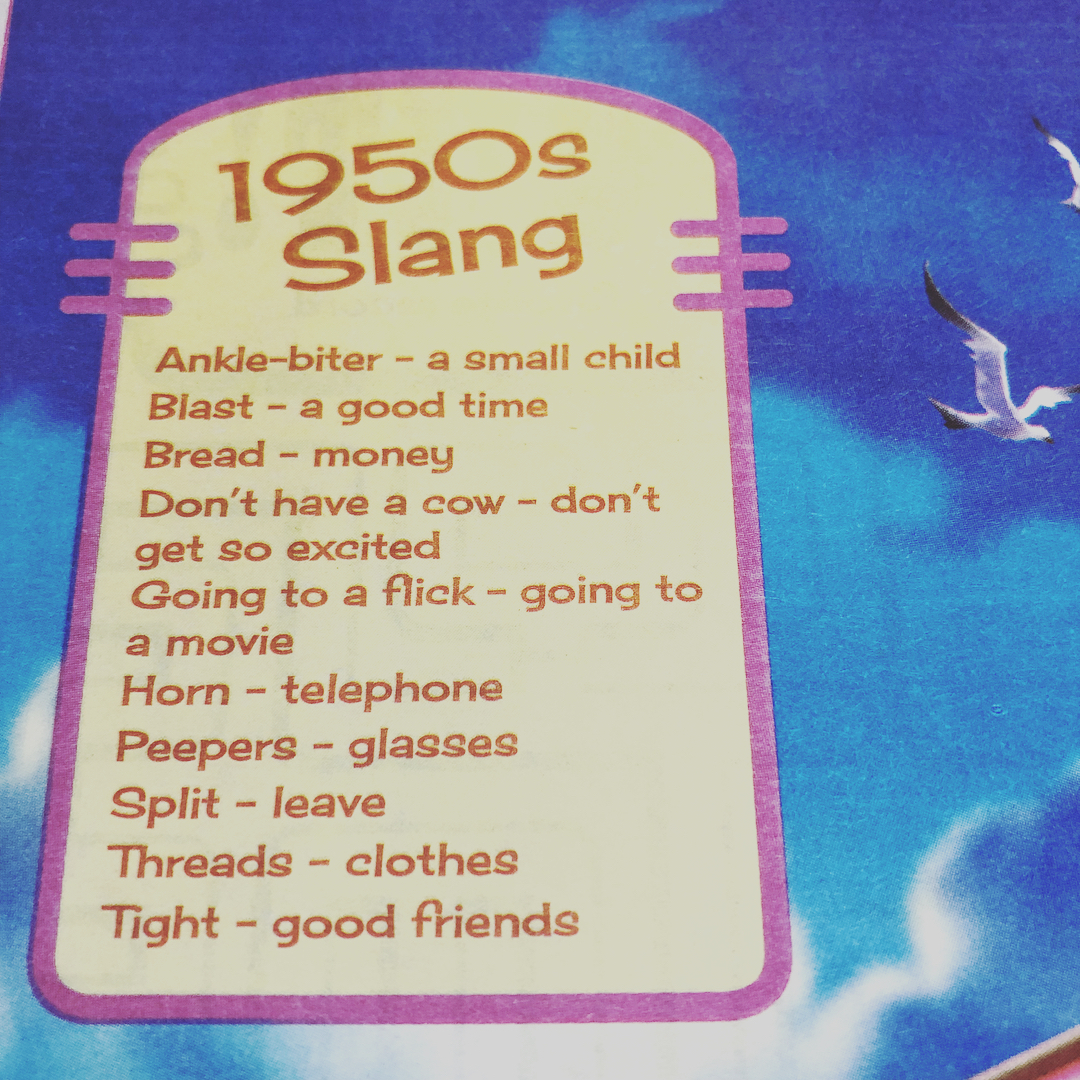 1950s
Slang
Ankle-biter - a small child
Blast - a good time
Bread - money
Don't have a cow - don't
get so excited
Going to a flick - going to
a movie
Horn - telephone
Peepers - glasses
Split - leave
Threads - clothes
Tight - good friends